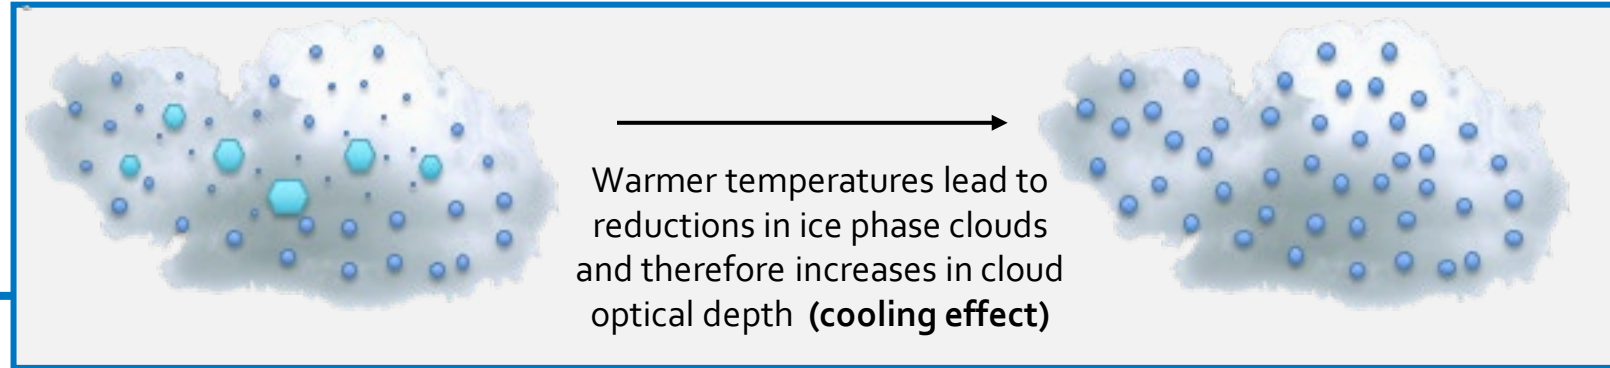 Warmer temperatures lead to
reductions in ice phase clouds
and therefore increases in cloud
optical depth (cooling effect)